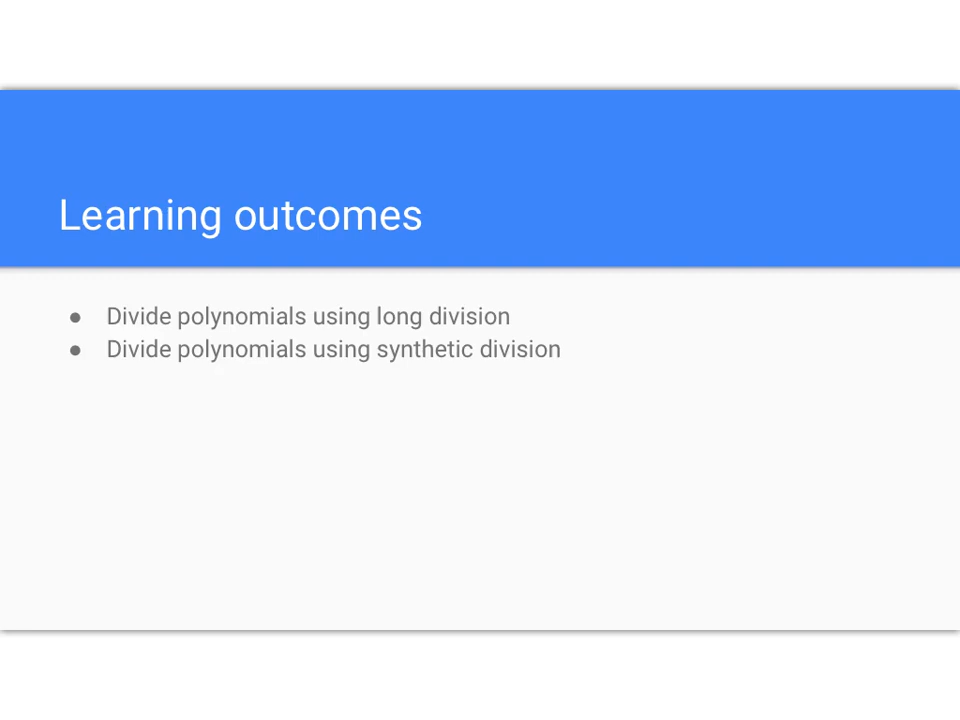 Learning outcomes
● Divide polynomials using long division
● Divide polynomials using synthetic division